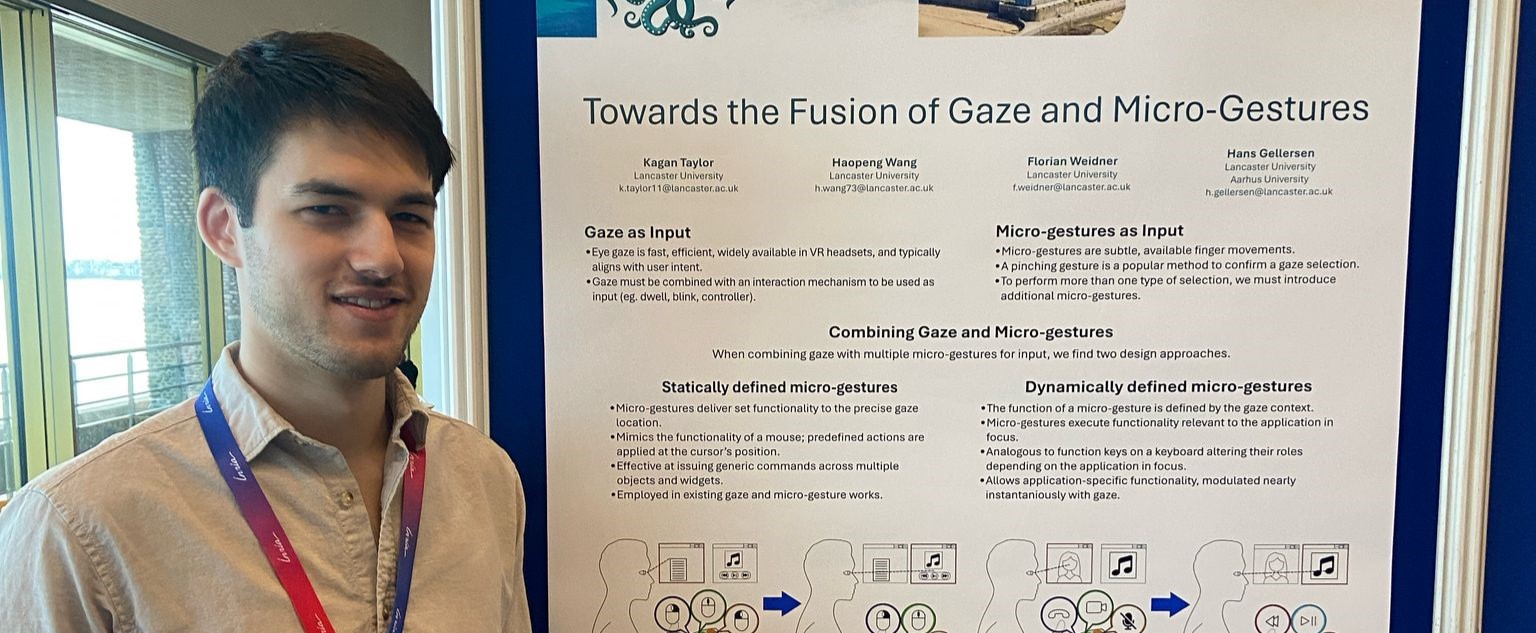 Towards the Fusion of Gaze and Micro-Gestures
Kagan Taylor
Lancaster University
k.taylor11@lancaster.ac.uk
Haopeng Wang
Lancaster University
h.wang73@lancaster.ac.uk
Florian Weidner
Lancaster University
f.weidner@lancaster.ac.uk
Hans Gellersen
Lancaster University
Aarhus University
h.gellersen@lancaster.ac.uk
Gaze as Input
•Eye gaze is fast, efficient, widely available in VR headsets, and typically
aligns with user intent.
•Gaze must be combined with an interaction mechanism to be used as
input (eg. dwell, blink, controller).
Micro-gestures as Input
•Micro-gestures are subtle, available finger movements.
•A pinching gesture is a popular method to confirm a gaze selection.
•To perform more than one type of selection, we must introduce
additional micro-gestures.
Combining Gaze and Micro-gestures
When combining gaze with multiple micro-gestures for input, we find two design approaches.
Statically defined micro-gestures
•Micro-gestures deliver set functionality to the precise gaze
location.
•Mimics the functionality of a mouse; predefined actions are
applied at the cursor's position.
•Effective at issuing generic commands across multiple
objects and widgets.
•Employed in existing gaze and micro-gesture works.
Dynamically defined micro-gestures
•The function of a micro-gesture is defined by the gaze context.
•Micro-gestures execute functionality relevant to the application in
focus.
•Analogous to function keys on a keyboard altering their roles
depending on the application in focus.
•Allows application-specific functionality, modulated nearly
instantaniously with gaze.
Inria
Inria
Inria
Inria